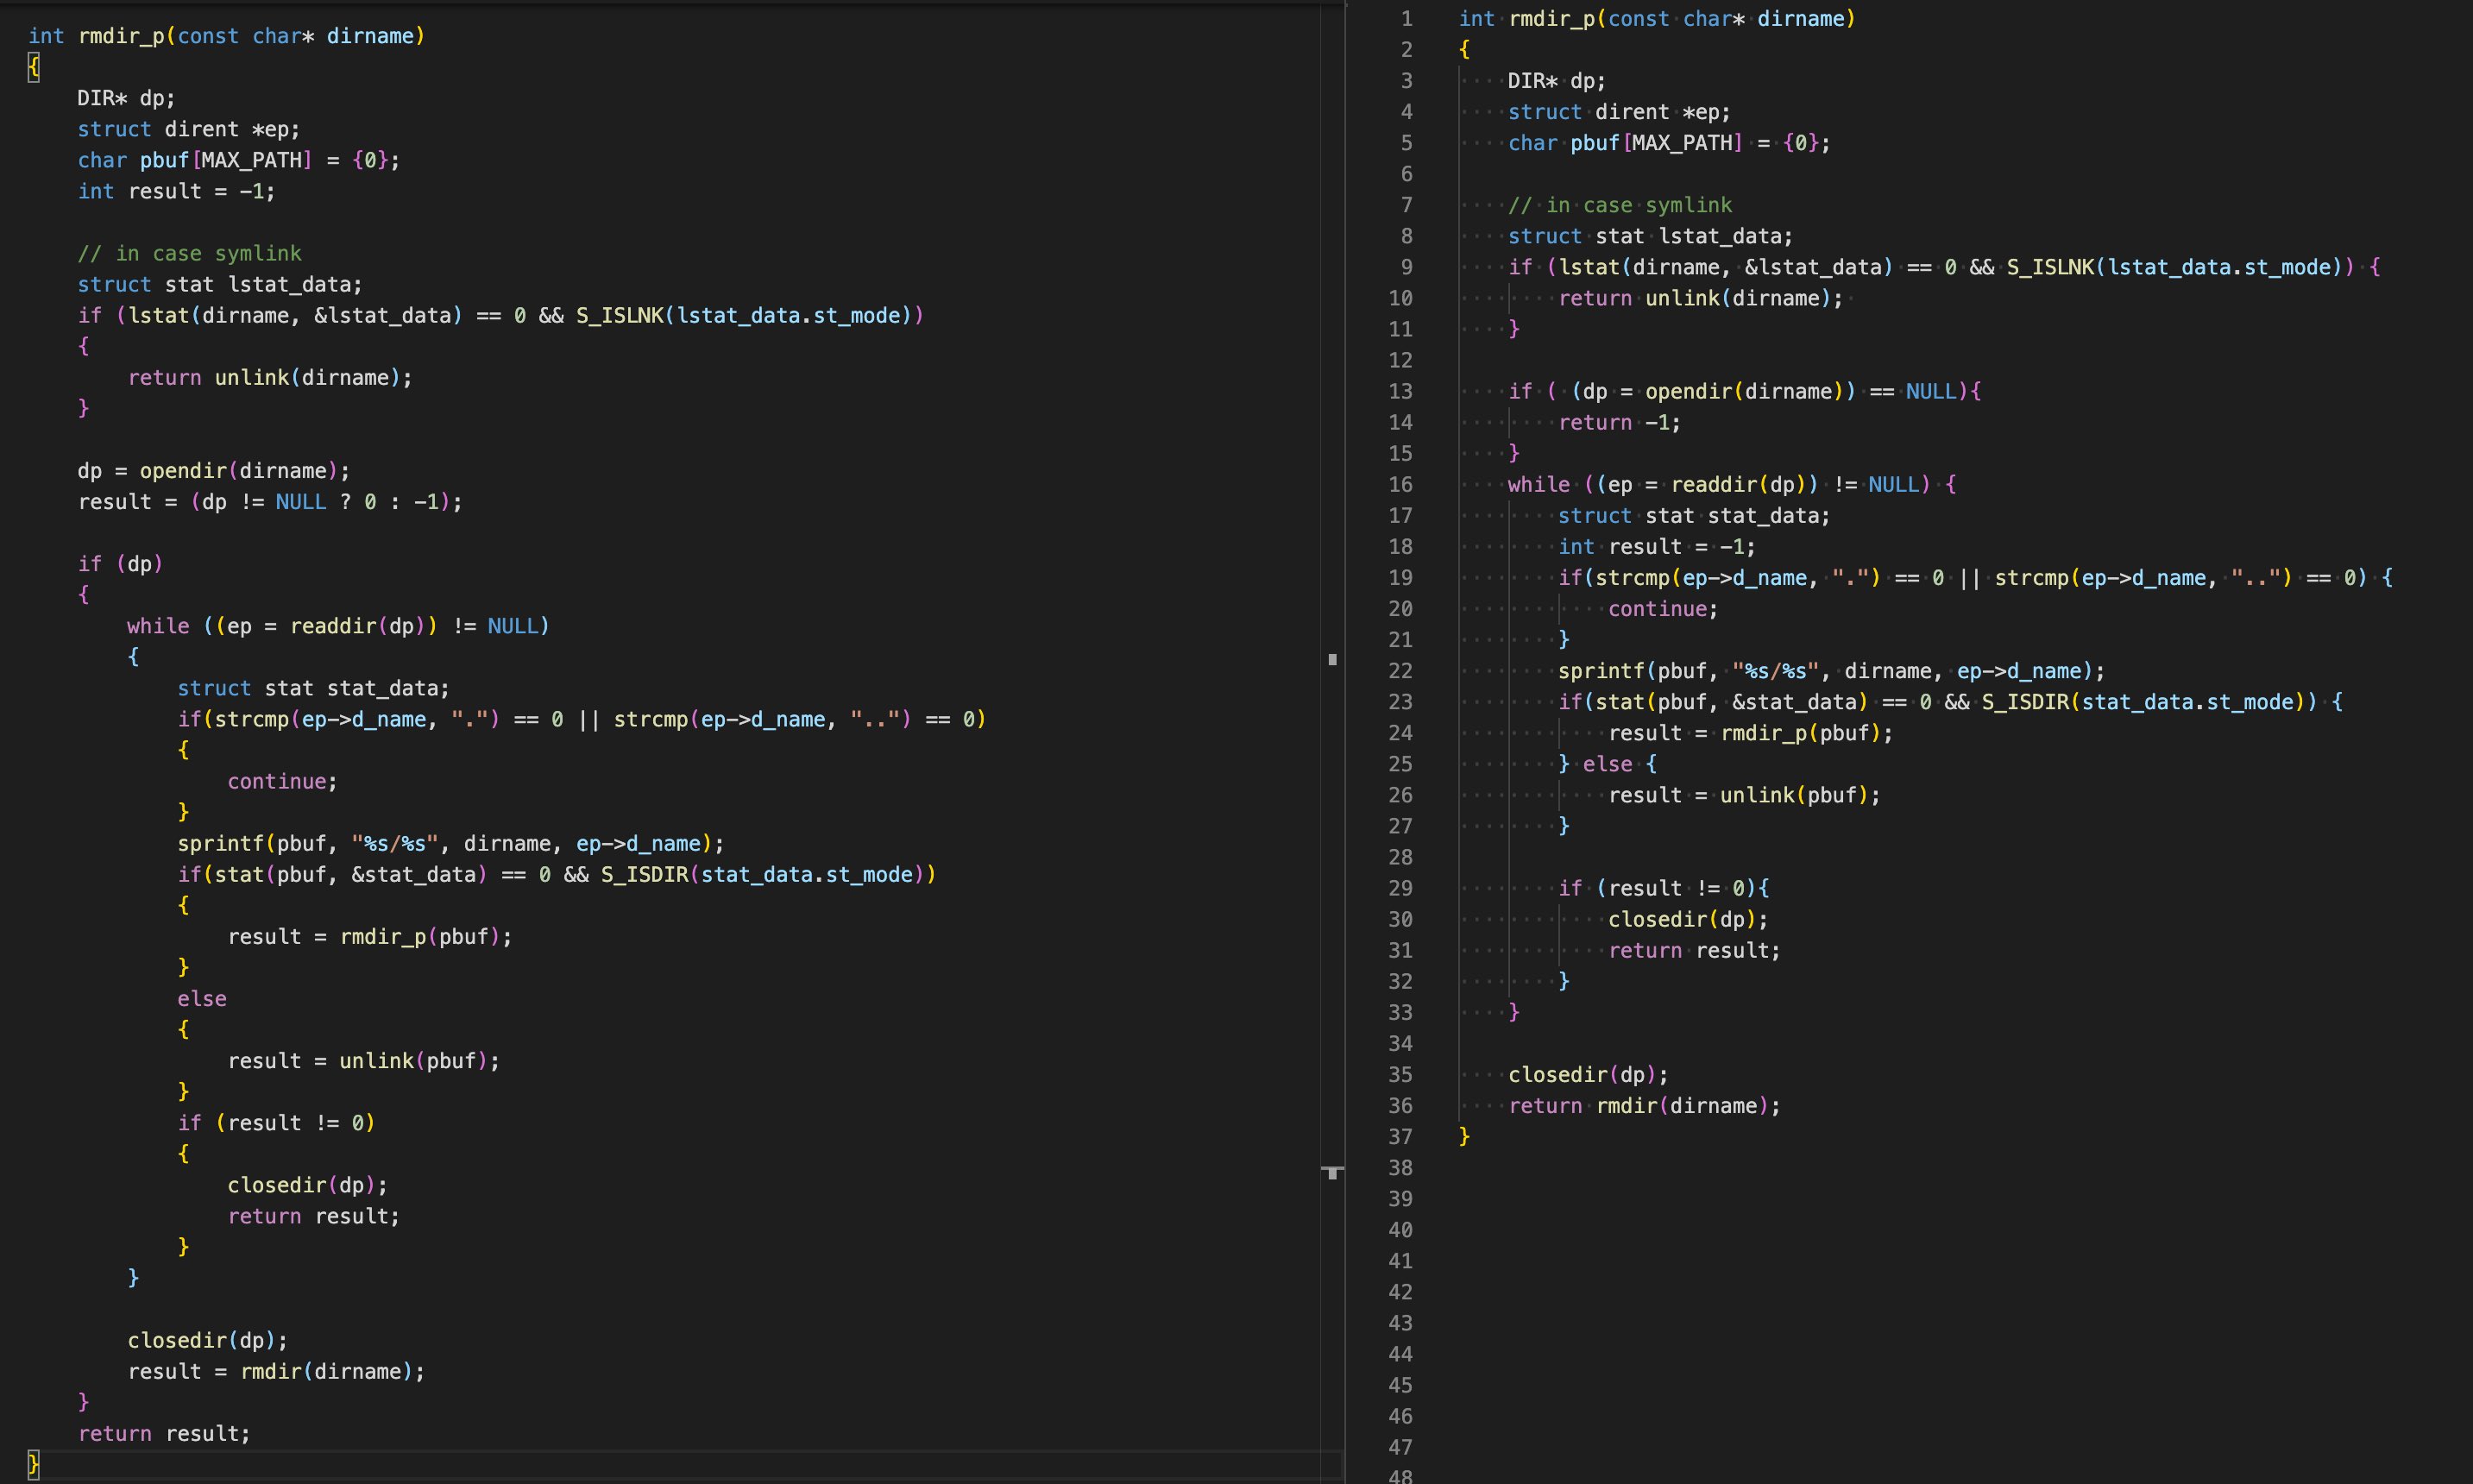 int rmdir_p(const char* dirname)
{
    DIR* dp;
    struct dirent *ep;
    char pbuf[MAX_PATH] = {0};
    int result = -1;

    // in case symlink
    struct stat lstat_data;
    if (lstat(dirname, &lstat_data) == 0 && S_ISLNK(lstat_data.st_mode))
    {
        return unlink(dirname);
    }

    dp = opendir(dirname);
    result = (dp != NULL ? 0 : -1);

    if (dp)
    {
        while ((ep = readdir(dp)) != NULL)
        {
            struct stat stat_data;
            if(strcmp(ep->d_name, ".") == 0 || strcmp(ep->d_name, "..") == 0)
            {
                continue;
            }
            sprintf(pbuf, "%s/%s", dirname, ep->d_name);
            if(stat(pbuf, &stat_data) == 0 && S_ISDIR(stat_data.st_mode))
            {
                result = rmdir_p(pbuf);
            }
            else
            {
                result = unlink(pbuf);
            }
            if (result != 0)
            {
                closedir(dp);
                return result;
            }
        }

        closedir(dp);
        result = rmdir(dirname);
    }
    return result;
}
1 int rmdir_p(const char* dirname)
2 {
3     DIR* dp;
4     struct dirent *ep;
5     char pbuf[MAX_PATH] = {0};
6
7     // in case symlink
8     struct stat lstat_data;
9     if (lstat(dirname, &lstat_data) == 0 && S_ISLNK(lstat_data.st_mode)) {
10         return unlink(dirname);
11     }
12
13     if ( (dp = opendir(dirname)) == NULL){
14         return -1;
15     }
16     while ((ep = readdir(dp)) != NULL) {
17         struct stat stat_data;
18         int result = -1;
19         if(strcmp(ep->d_name, ".") == 0 || strcmp(ep->d_name, "..") == 0) {
20             continue;
21         }
22         sprintf(pbuf, "%s/%s", dirname, ep->d_name);
23         if(stat(pbuf, &stat_data) == 0 && S_ISDIR(stat_data.st_mode)) {
24             result = rmdir_p(pbuf);
25         } else {
26             result = unlink(pbuf);
27         }
28
29         if (result != 0){
30             closedir(dp);
31             return result;
32         }
33     }
34
35     closedir(dp);
36     return rmdir(dirname);
37 }
38
39
40
41
42
43
44
45
46
47
48